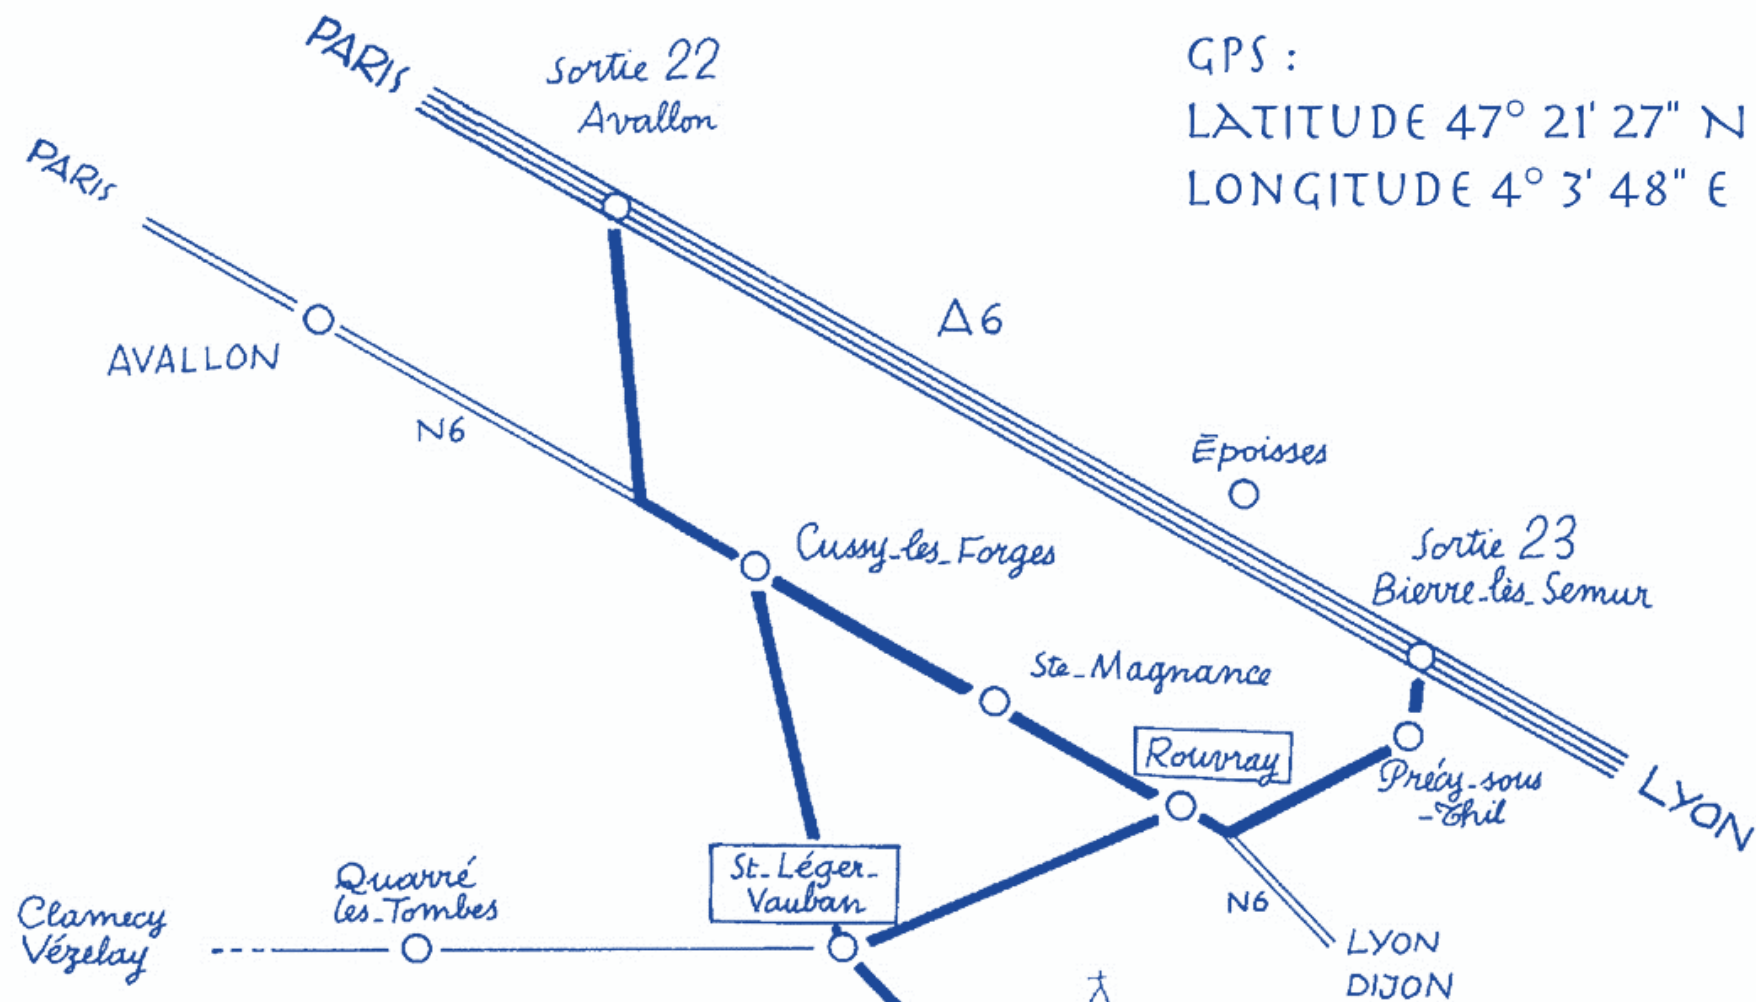 PARIS
Sortie 22
Avallon
GPS :
LATITUDE 47° 21' 27" N
LONGITUDE 4° 3' 48" E
PARIS
A6
AVALLON
N6
Époisses
Sortie 23
Bierre-lès-Semur
Cussy-les-Forges
Ste-Magnance
Rouvray
Précy-sous
-Thil
LYON
St-Léger-
Vauban
Quarré
les-Tombes
Clamecy
Vézelay
N6
LYON
DIJON